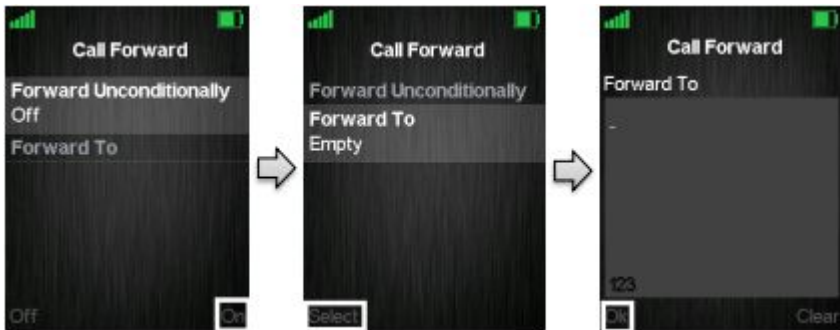 Call Forward
Forward Unconditionally
Off
Forward To
Off On
Call Forward
Forward Unconditionally
Forward To
Empty
Select
Call Forward
Forward To
-
123
Ok Clear